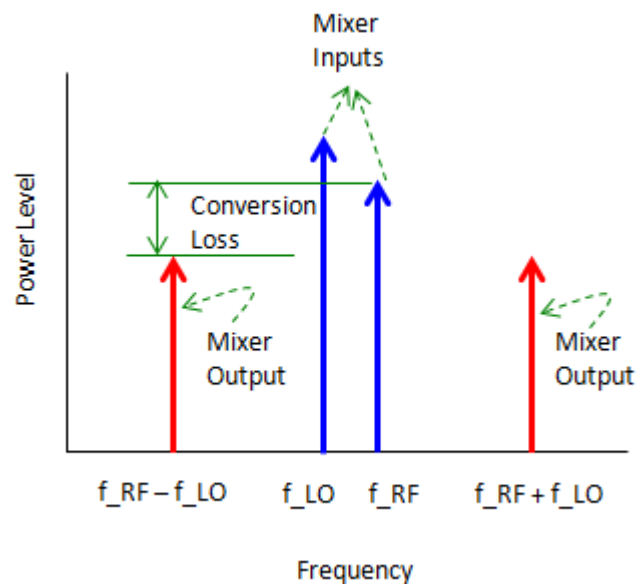 Mixer
Inputs
Power Level
Conversion
Loss
Mixer
Output
Mixer
Output
f_RF – f_LO
f_LO
f_RF
f_RF + f_LO
Frequency